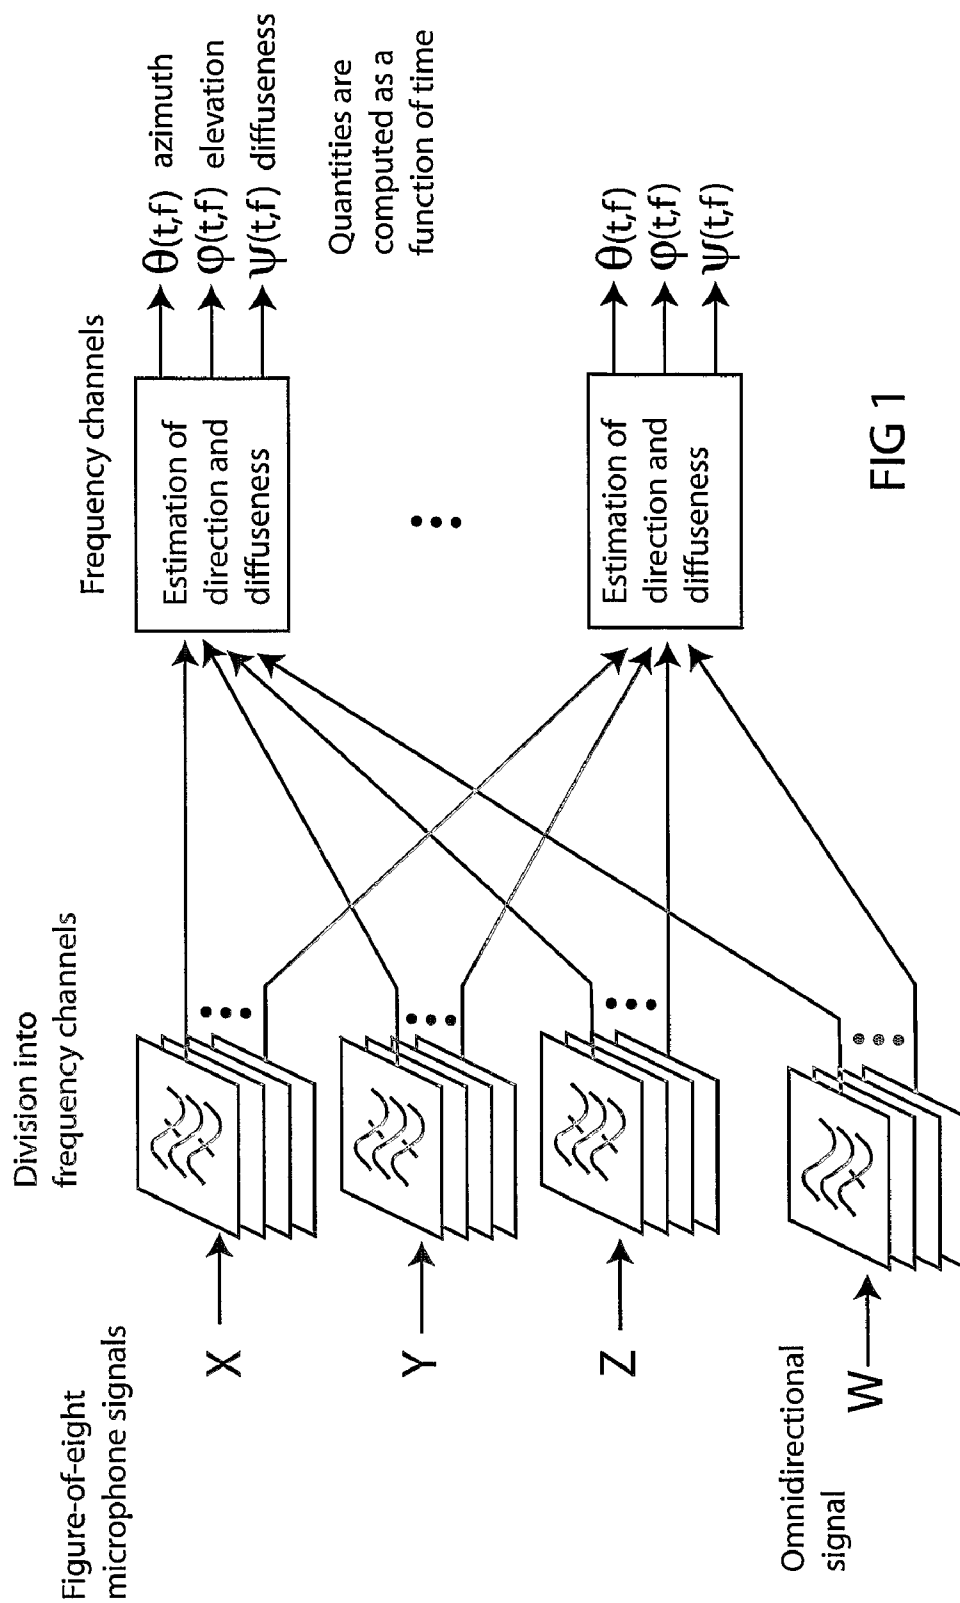 Figure-of-eight
microphone signals
Division into
frequency channels
Frequency channels
X
Y
Z
Omnidirectional
signal
W
Estimation of
direction and
diffuseness
θ(t,f) azimuth
φ(t,f) elevation
ψ(t,f) diffuseness
Quantities are
computed as a
function of time
Estimation of
direction and
diffuseness
θ(t,f)
φ(t,f)
ψ(t,f)
FIG 1